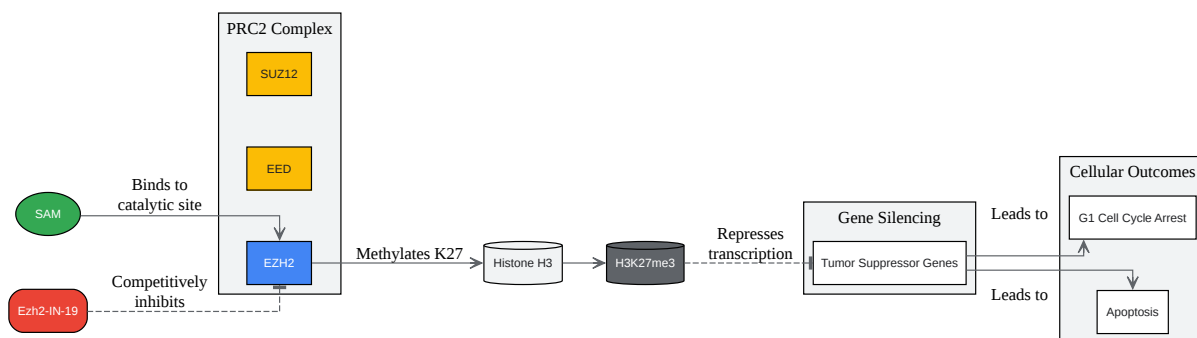 PRC2 Complex
SUZ12
EED
Binds to
catalytic site
SAM
EZH2
Competitively
inhibits
Ezh2-IN-19
Methylates K27
Histone H3
H3K27me3
Represses
transcription
Gene Silencing
Tumor Suppressor Genes
Leads to
Leads to
Cellular Outcomes
G1 Cell Cycle Arrest
Apoptosis